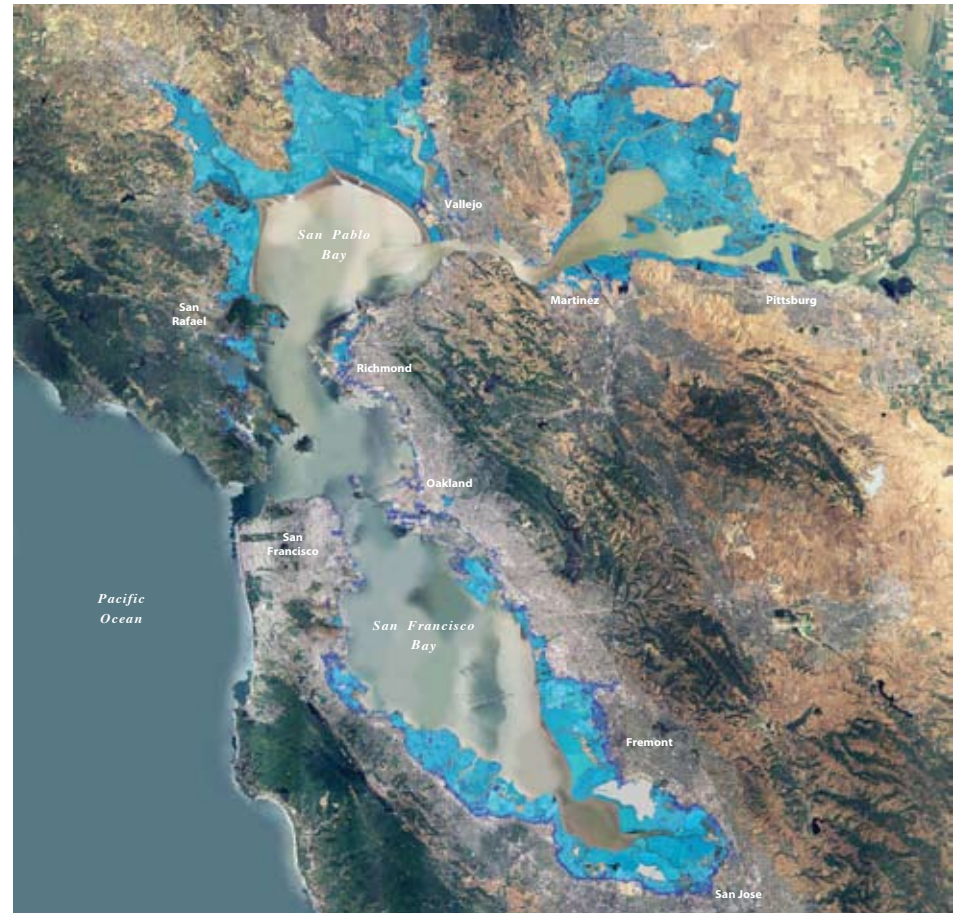 Vallejo
San Pablo
Bay
San
Rafael
Martinez
Pittsburg
Richmond
Oakland
San
Francisco
Pacific
Ocean
San Francisco
Bay
Fremont
San Jose